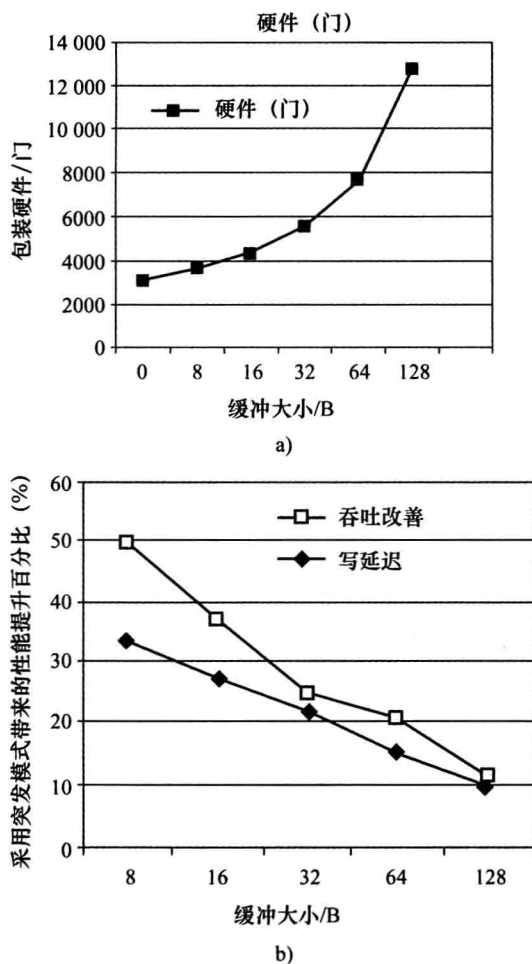 硬件（门）
14 000
12 000
10 000
8000
6000
4000
2000
0
硬件（门）
包装硬件/门
0 8 16 32 64 128
缓冲大小/B
a)
60
50
40
30
20
10
0
吞吐改善
写延迟
采用突发模式带来的性能提升百分比（%）
8 16 32 64 128
缓冲大小/B
b)